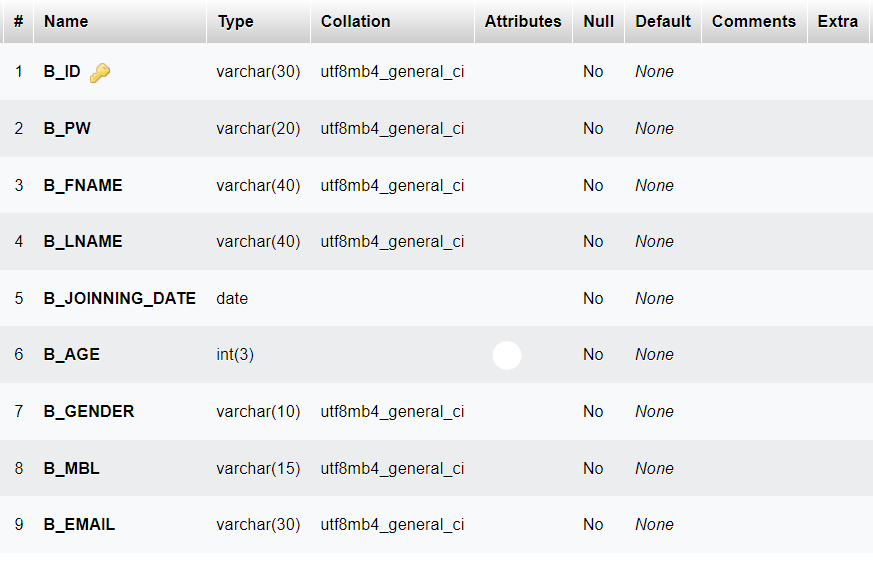 # Name Type Collation Attributes Null Default Comments Extra
1 B_ID varchar(30) utf8mb4_general_ci No None
2 B_PW varchar(20) utf8mb4_general_ci No None
3 B_FNAME varchar(40) utf8mb4_general_ci No None
4 B_LNAME varchar(40) utf8mb4_general_ci No None
5 B_JOINNING_DATE date No None
6 B_AGE int(3) No None
7 B_GENDER varchar(10) utf8mb4_general_ci No None
8 B_MBL varchar(15) utf8mb4_general_ci No None
9 B_EMAIL varchar(30) utf8mb4_general_ci No None